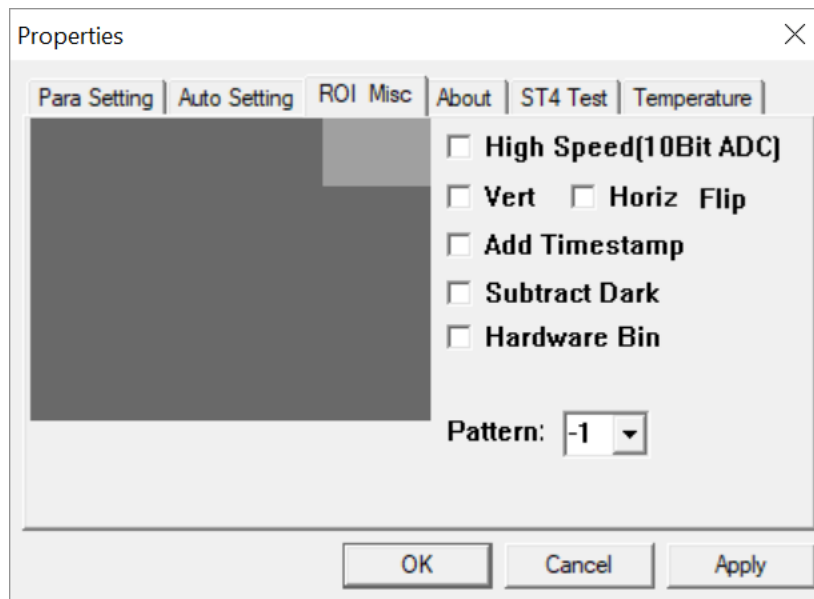 Properties
Para Setting Auto Setting ROI Misc About ST4 Test Temperature
High Speed(10Bit ADC)
Vert Horiz Flip
Add Timestamp
Subtract Dark
Hardware Bin
Pattern: -1
OK Cancel Apply